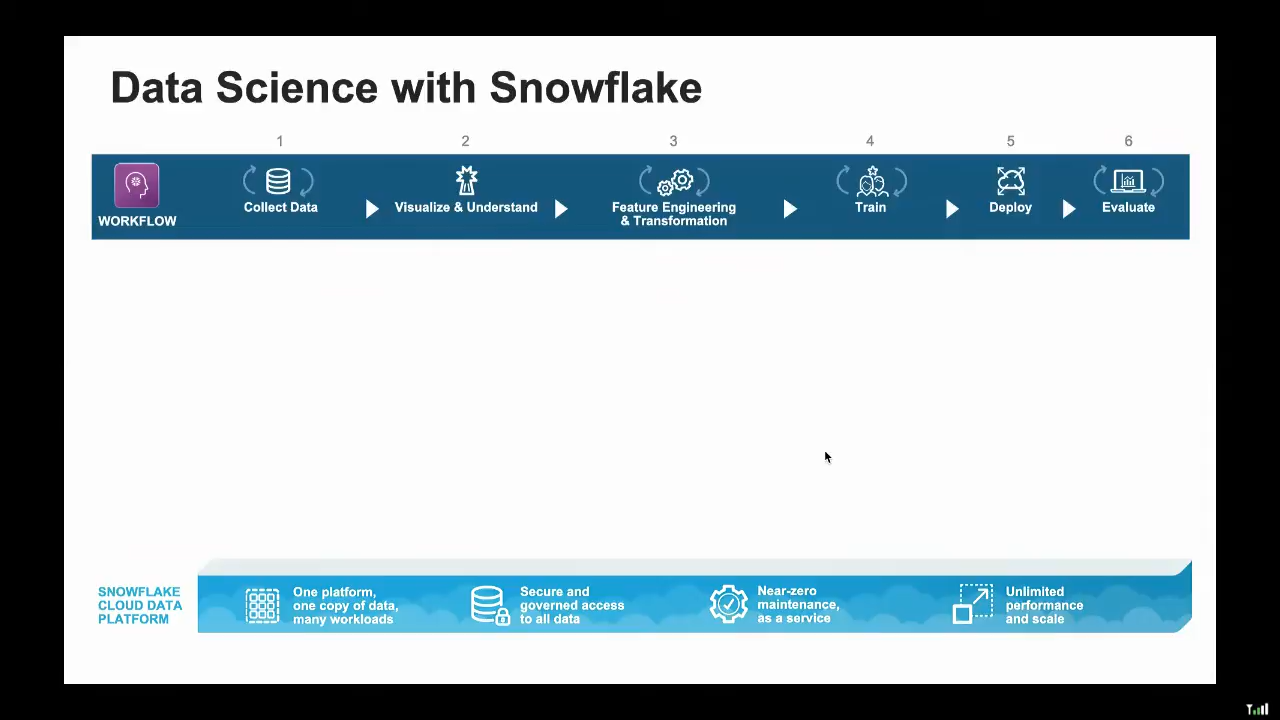 Data Science with Snowflake
1 2 3 4 5 6
WORKFLOW
Collect Data
Visualize & Understand
Feature Engineering
& Transformation
Train
Deploy
Evaluate
SNOWFLAKE
CLOUD DATA
PLATFORM
One platform,
one copy of data,
many workloads
Secure and
governed access
to all data
Near-zero
maintenance,
as a service
Unlimited
performance
and scale